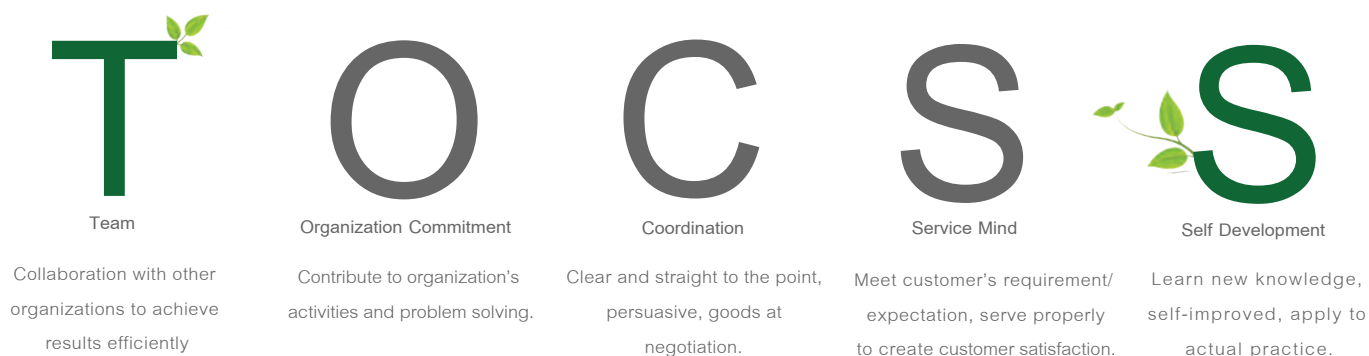 T
Team
Collaboration with other
organizations to achieve
results efficiently
O
Organization Commitment
Contribute to organization's
activities and problem solving.
C
Coordination
Clear and straight to the point,
persuasive, goods at
negotiation.
S
Service Mind
Meet customer's requirement/
expectation, serve properly
to create customer satisfaction.
S
Self Development
Learn new knowledge,
self-improved, apply to
actual practice.